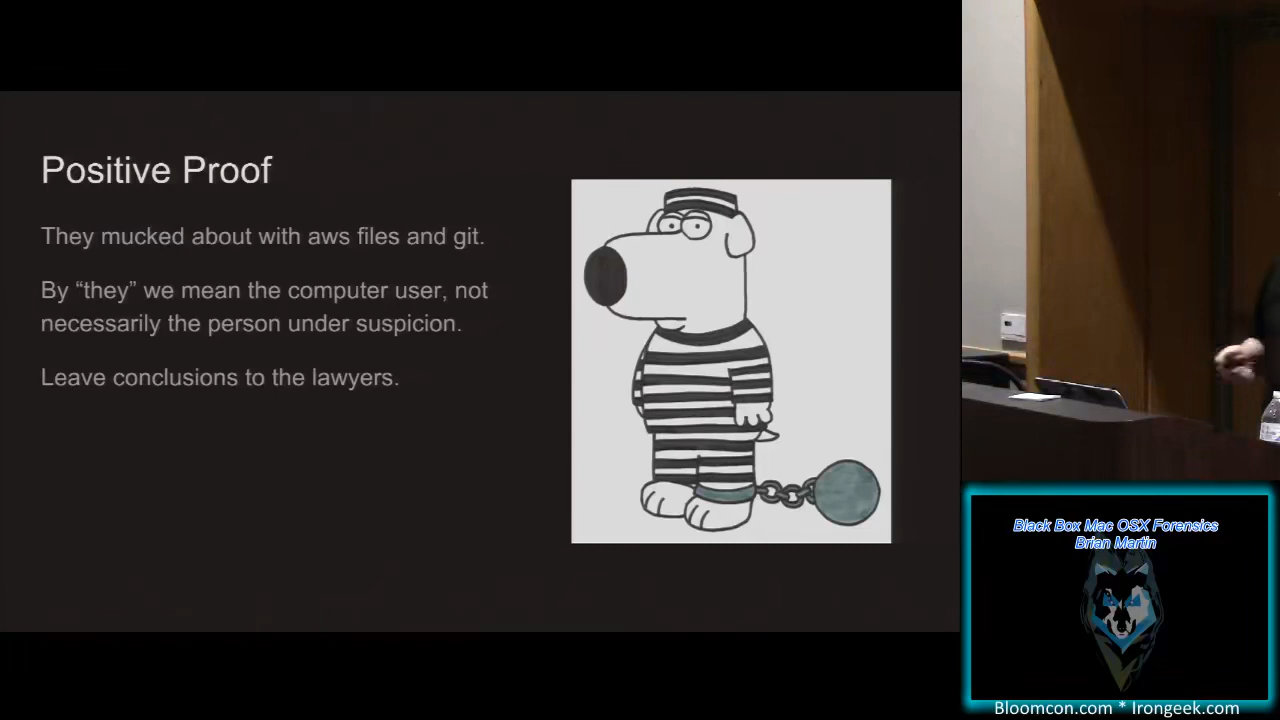 Positive Proof
They mucked about with aws files and git.
By “they” we mean the computer user, not
necessarily the person under suspicion.
Leave conclusions to the lawyers.
Black Box Mac OSX Forensics
Brian Martin
Bloomcon.com * Irongeek.com